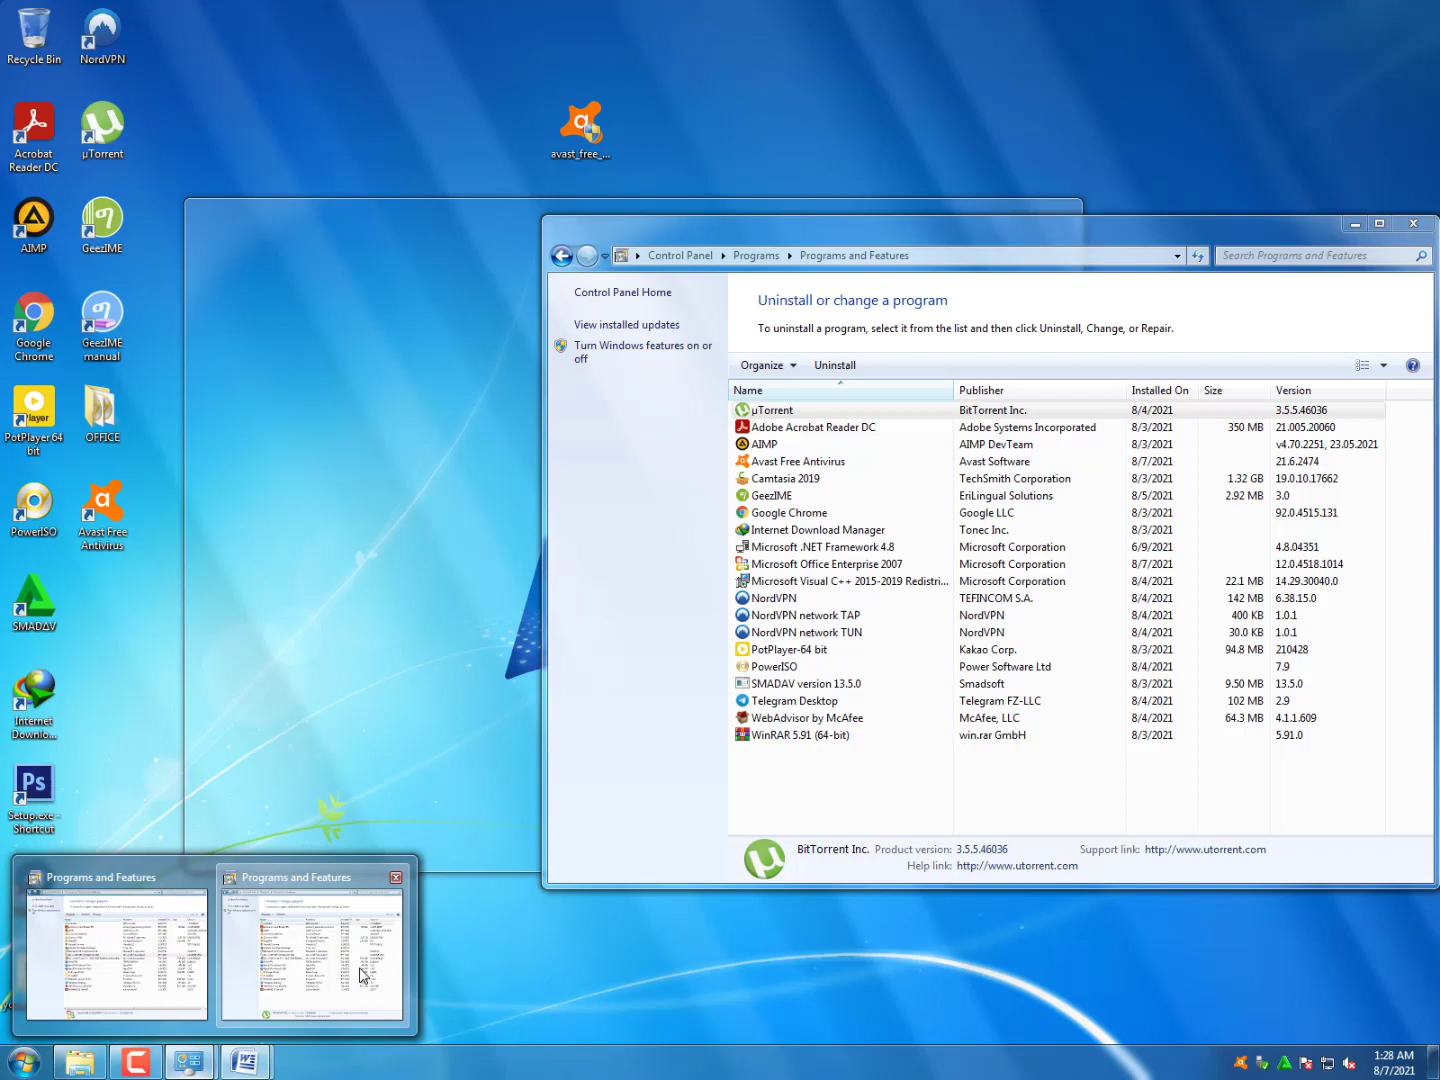 Recycle Bin
NordVPN
Acrobat
Reader DC
µTorrent
avast_free_...
AIMP
GeezIME
Google
Chrome
GeezIME
manual
PotPlayer 64
bit
OFFICE
PowerISO
Avast Free
Antivirus
SMADΔV
Internet
Downlo...
Ps
Setup.exe -
Shortcut
Control Panel
Programs
Programs and Features
Search Programs and Features
Control Panel Home
View installed updates
Turn Windows features on or
off
Uninstall or change a program
To uninstall a program, select it from the list and then click Uninstall, Change, or Repair.
Organize
Uninstall
Name Publisher Installed On Size Version
µTorrent BitTorrent Inc. 8/4/2021 3.5.5.46036
Adobe Acrobat Reader DC Adobe Systems Incorporated 8/3/2021 350 MB 21.005.20060
AIMP AIMP DevTeam 8/3/2021 v4.70.2251, 23.05.2021
Avast Free Antivirus Avast Software 8/7/2021 21.6.2474
Camtasia 2019 TechSmith Corporation 8/3/2021 1.32 GB 19.0.10.17662
GeezIME EriLingual Solutions 8/5/2021 2.92 MB 3.0
Google Chrome Google LLC 8/3/2021 92.0.4515.131
Internet Download Manager Tonec Inc. 8/3/2021
Microsoft .NET Framework 4.8 Microsoft Corporation 6/9/2021 4.8.04351
Microsoft Office Enterprise 2007 Microsoft Corporation 8/7/2021 12.0.4518.1014
Microsoft Visual C++ 2015-2019 Redistri... Microsoft Corporation 8/4/2021 22.1 MB 14.29.30040.0
NordVPN TEFINCOM S.A. 8/4/2021 142 MB 6.38.15.0
NordVPN network TAP NordVPN 8/4/2021 400 KB 1.0.1
NordVPN network TUN NordVPN 8/4/2021 30.0 KB 1.0.1
PotPlayer-64 bit Kakao Corp. 8/3/2021 94.8 MB 210428
PowerISO Power Software Ltd 8/4/2021 7.9
SMADAV version 13.5.0 Smadsoft 8/4/2021 9.50 MB 13.5.0
Telegram Desktop Telegram FZ-LLC 8/4/2021 102 MB 2.9
WebAdvisor by McAfee McAfee, LLC 8/4/2021 64.3 MB 4.1.1.609
WinRAR 5.91 (64-bit) win.rar GmbH 8/3/2021 5.91.0
BitTorrent Inc. Product version: 3.5.5.46036 Support link: http://www.utorrent.com
Help link: http://www.utorrent.com
Programs and Features
Programs and Features
1:28 AM
8/7/2021